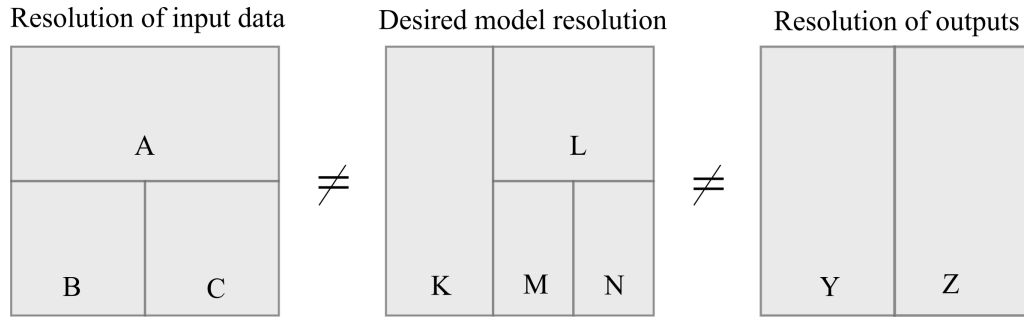 Resolution of input data
Desired model resolution
Resolution of outputs
A
B
C
≠
K
L
M
N
≠
Y
Z